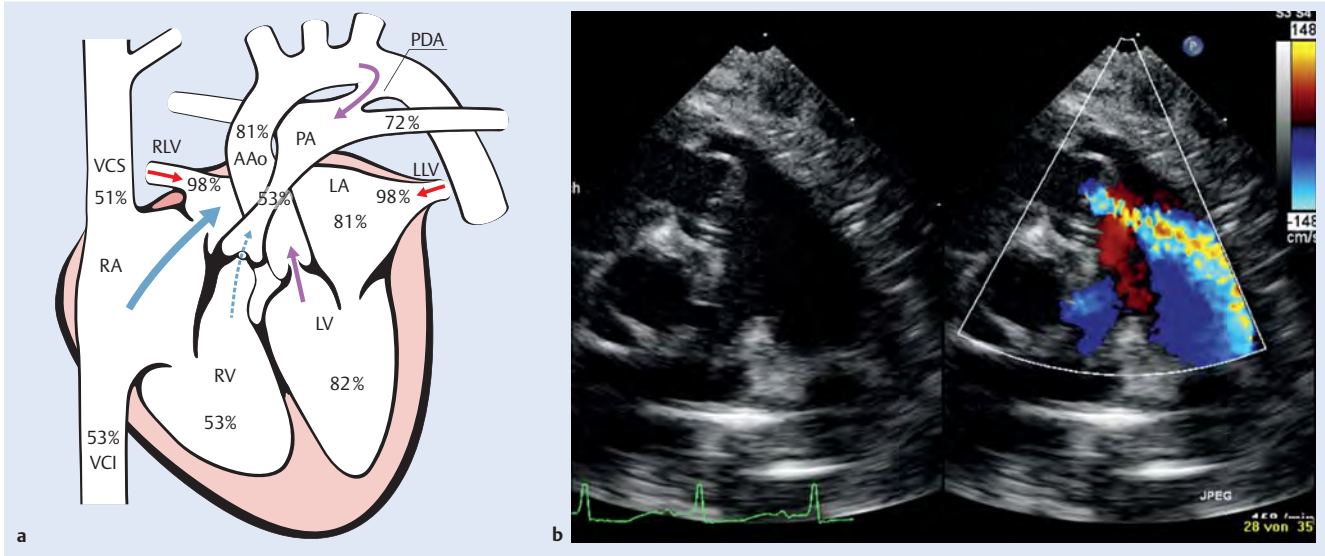 PDA
81%
PA
72%
RLV
AAo
VCS
LA
LLV
98%
53%
98%
51%
81%
RA
LV
RV
82%
53%
53%
VCI
a
b
P
148
-148
cm/s
JPEG
28 von 35